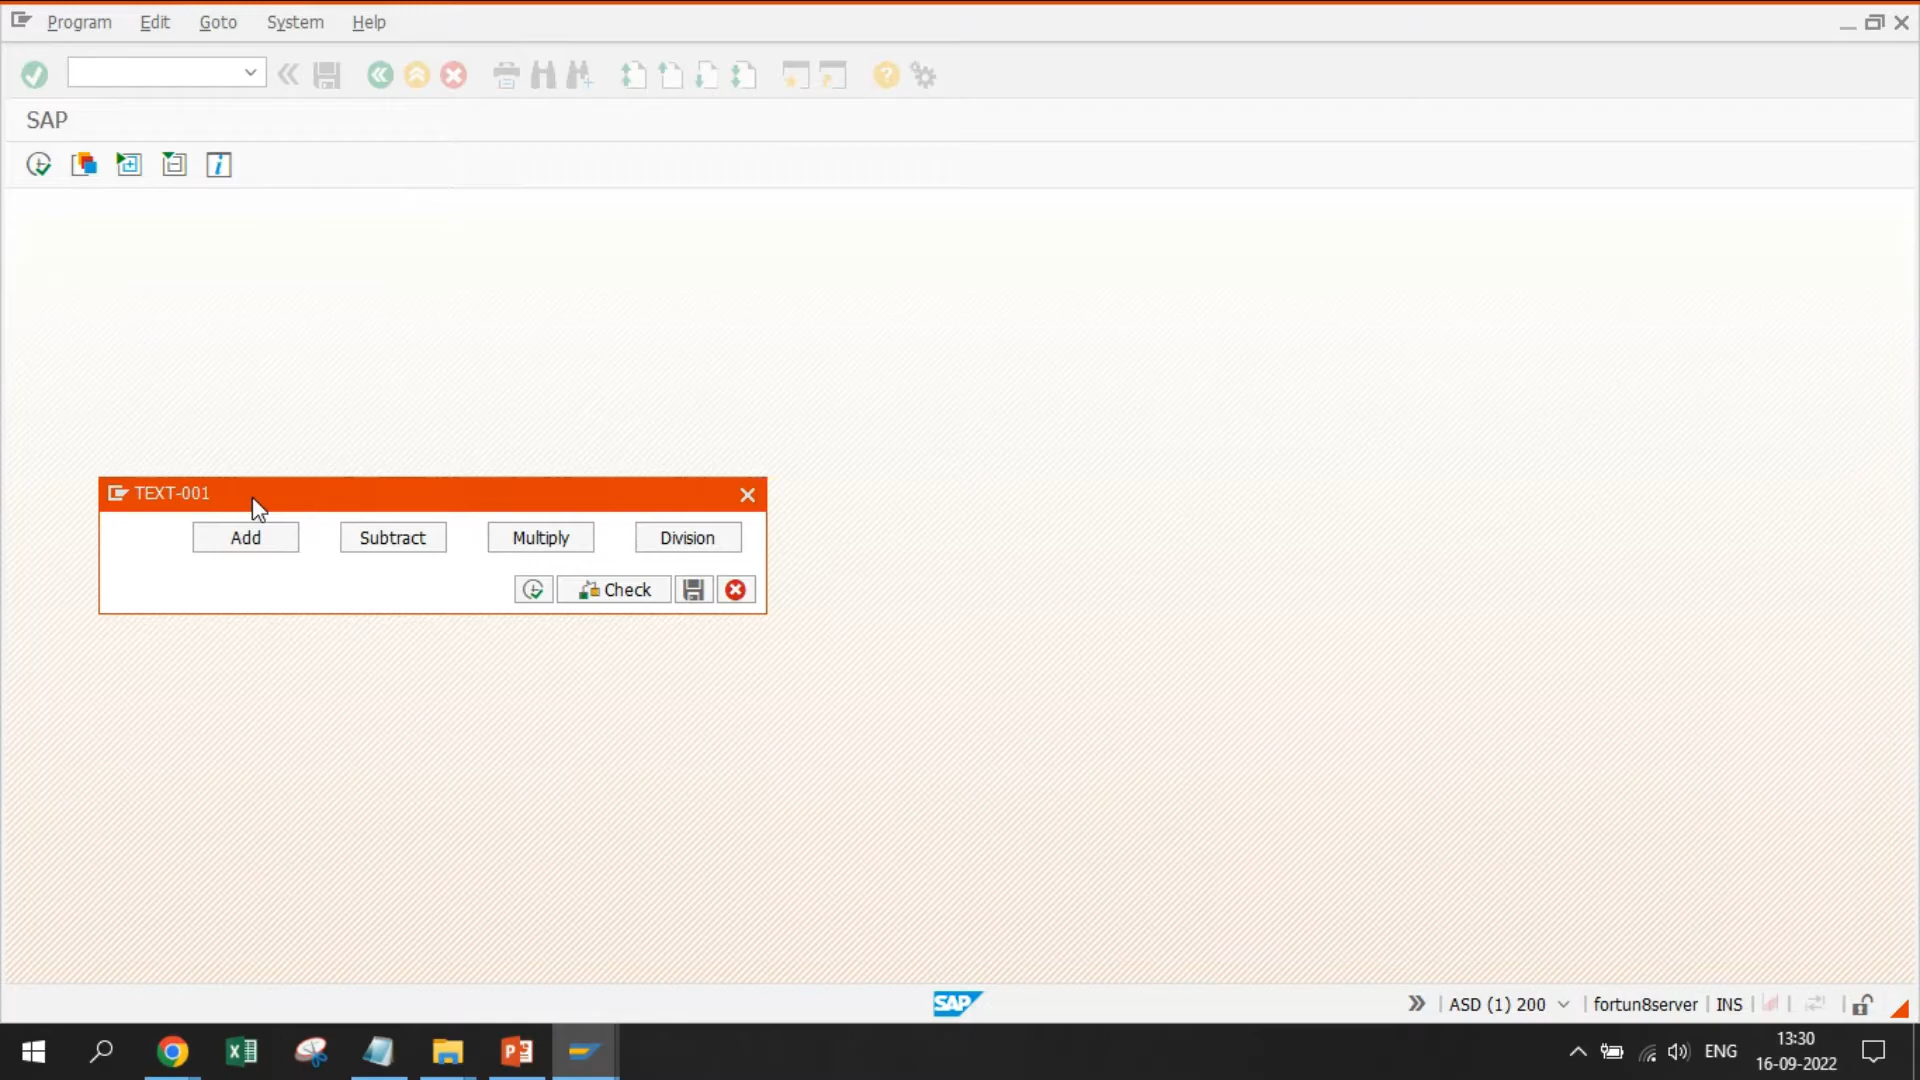 Program Edit Goto System Help
SAP
TEXT-001
Add Subtract Multiply Division
Check
SAP
ASD (1) 200 fortun8server INS
ENG 13:30
16-09-2022